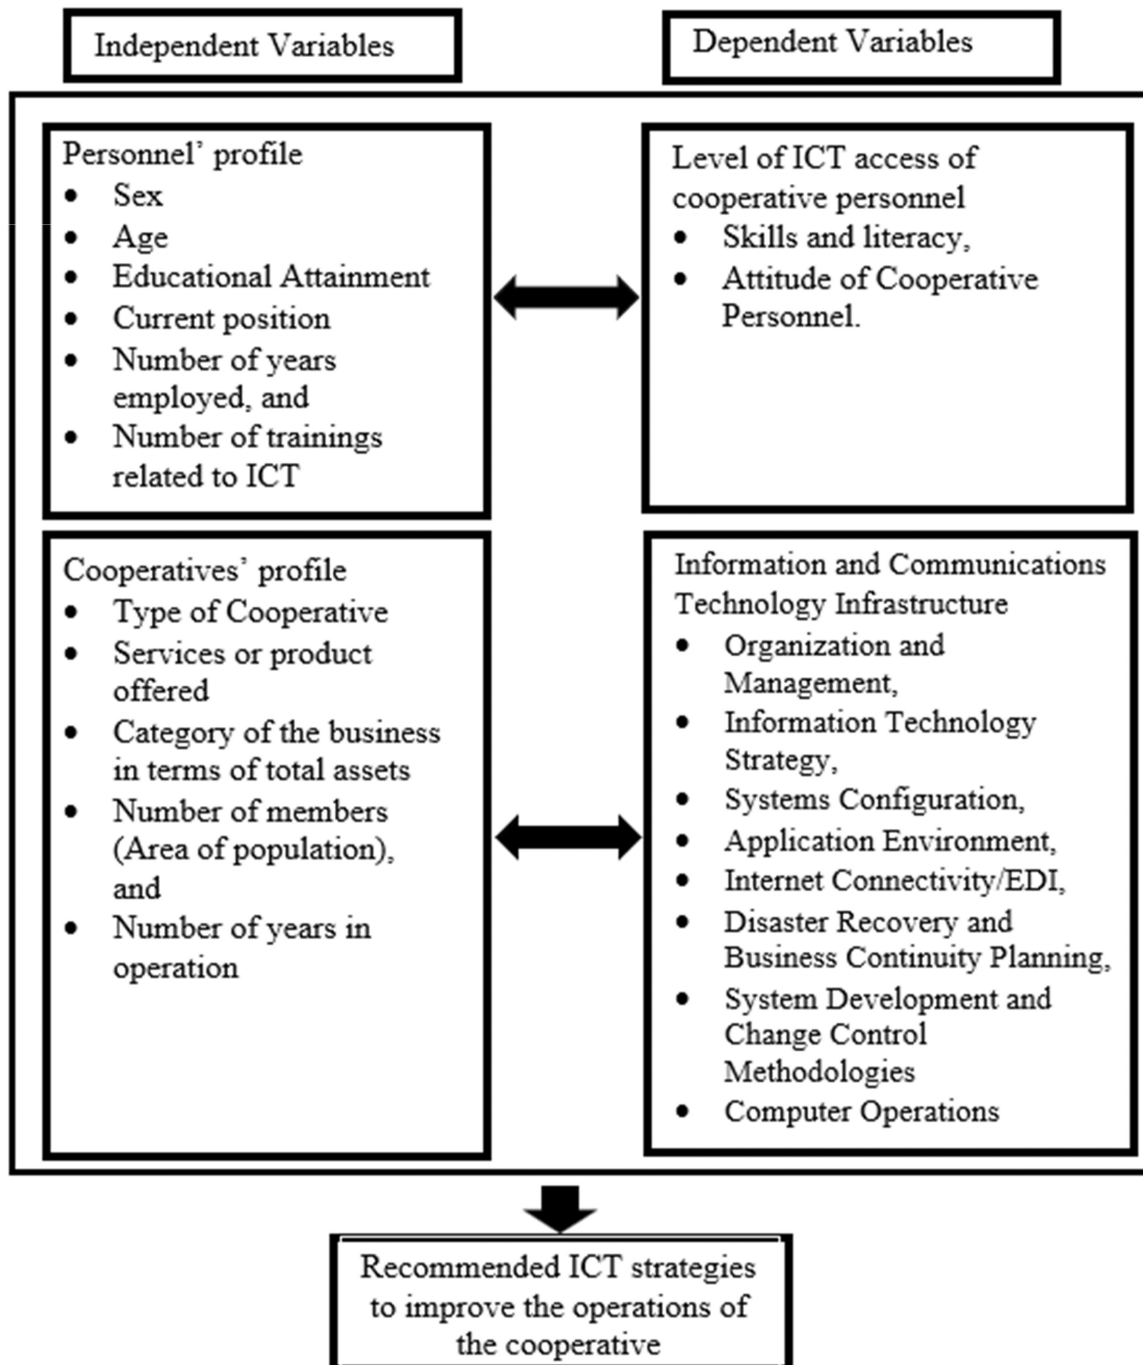 Independent Variables
Dependent Variables
Personnel’ profile
• Sex
• Age
• Educational Attainment
• Current position
• Number of years
employed, and
• Number of trainings
related to ICT
Level of ICT access of
cooperative personnel
• Skills and literacy,
• Attitude of Cooperative
Personnel.
Cooperatives’ profile
• Type of Cooperative
• Services or product
offered
• Category of the business
in terms of total assets
• Number of members
(Area of population),
and
• Number of years in
operation
Information and Communications
Technology Infrastructure
• Organization and
Management,
• Information Technology
Strategy,
• Systems Configuration,
• Application Environment,
• Internet Connectivity/EDI,
• Disaster Recovery and
Business Continuity Planning,
• System Development and
Change Control
Methodologies
• Computer Operations
Recommended ICT strategies
to improve the operations of
the cooperative